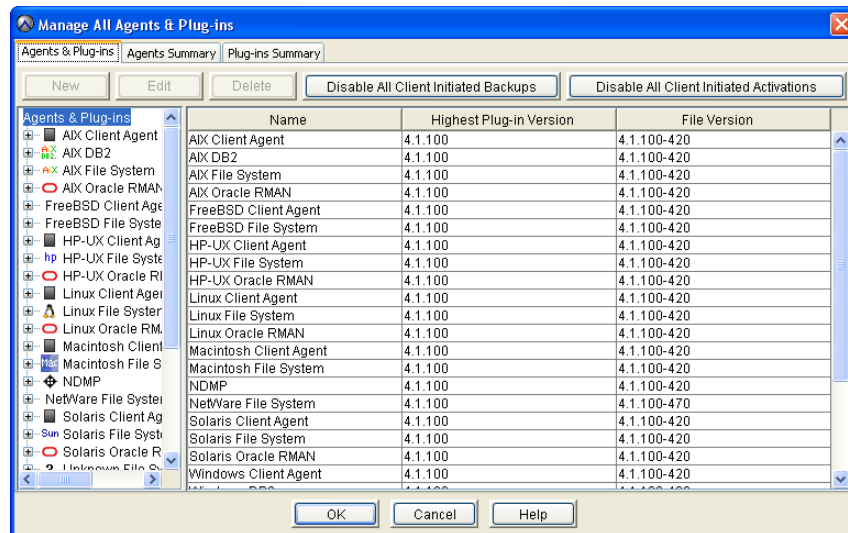 Manage All Agents & Plug-ins
Agents & Plug-ins Agents Summary Plug-ins Summary
New Edit Delete Disable All Client Initiated Backups Disable All Client Initiated Activations
Agents & Plug-ins
AIX Client Agent
AIX DB2
AIX File System
AIX Oracle RMAN
FreeBSD Client Age
FreeBSD File Syste
HP-UX Client Ag
hp HP-UX File Syste
HP-UX Oracle RI
Linux Client Agei
Linux File Syster
Linux Oracle RM.
Macintosh Client
Mac Macintosh File S
NDMP
NetWare File System
Solaris Client Ag
Sun Solaris File Syste
Solaris Oracle R
Name Highest Plug-in Version File Version
AIX Client Agent 4.1.100 4.1.100-420
AIX DB2 4.1.100 4.1.100-420
AIX File System 4.1.100 4.1.100-420
AIX Oracle RMAN 4.1.100 4.1.100-420
FreeBSD Client Agent 4.1.100 4.1.100-420
FreeBSD File System 4.1.100 4.1.100-420
HP-UX Client Agent 4.1.100 4.1.100-420
HP-UX File System 4.1.100 4.1.100-420
HP-UX Oracle RMAN 4.1.100 4.1.100-420
Linux Client Agent 4.1.100 4.1.100-420
Linux File System 4.1.100 4.1.100-420
Linux Oracle RMAN 4.1.100 4.1.100-420
Macintosh Client Agent 4.1.100 4.1.100-420
Macintosh File System 4.1.100 4.1.100-420
NDMP 4.1.100 4.1.100-420
NetWare File System 4.1.100 4.1.100-470
Solaris Client Agent 4.1.100 4.1.100-420
Solaris File System 4.1.100 4.1.100-420
Solaris Oracle RMAN 4.1.100 4.1.100-420
Windows Client Agent 4.1.100 4.1.100-420
OK Cancel Help